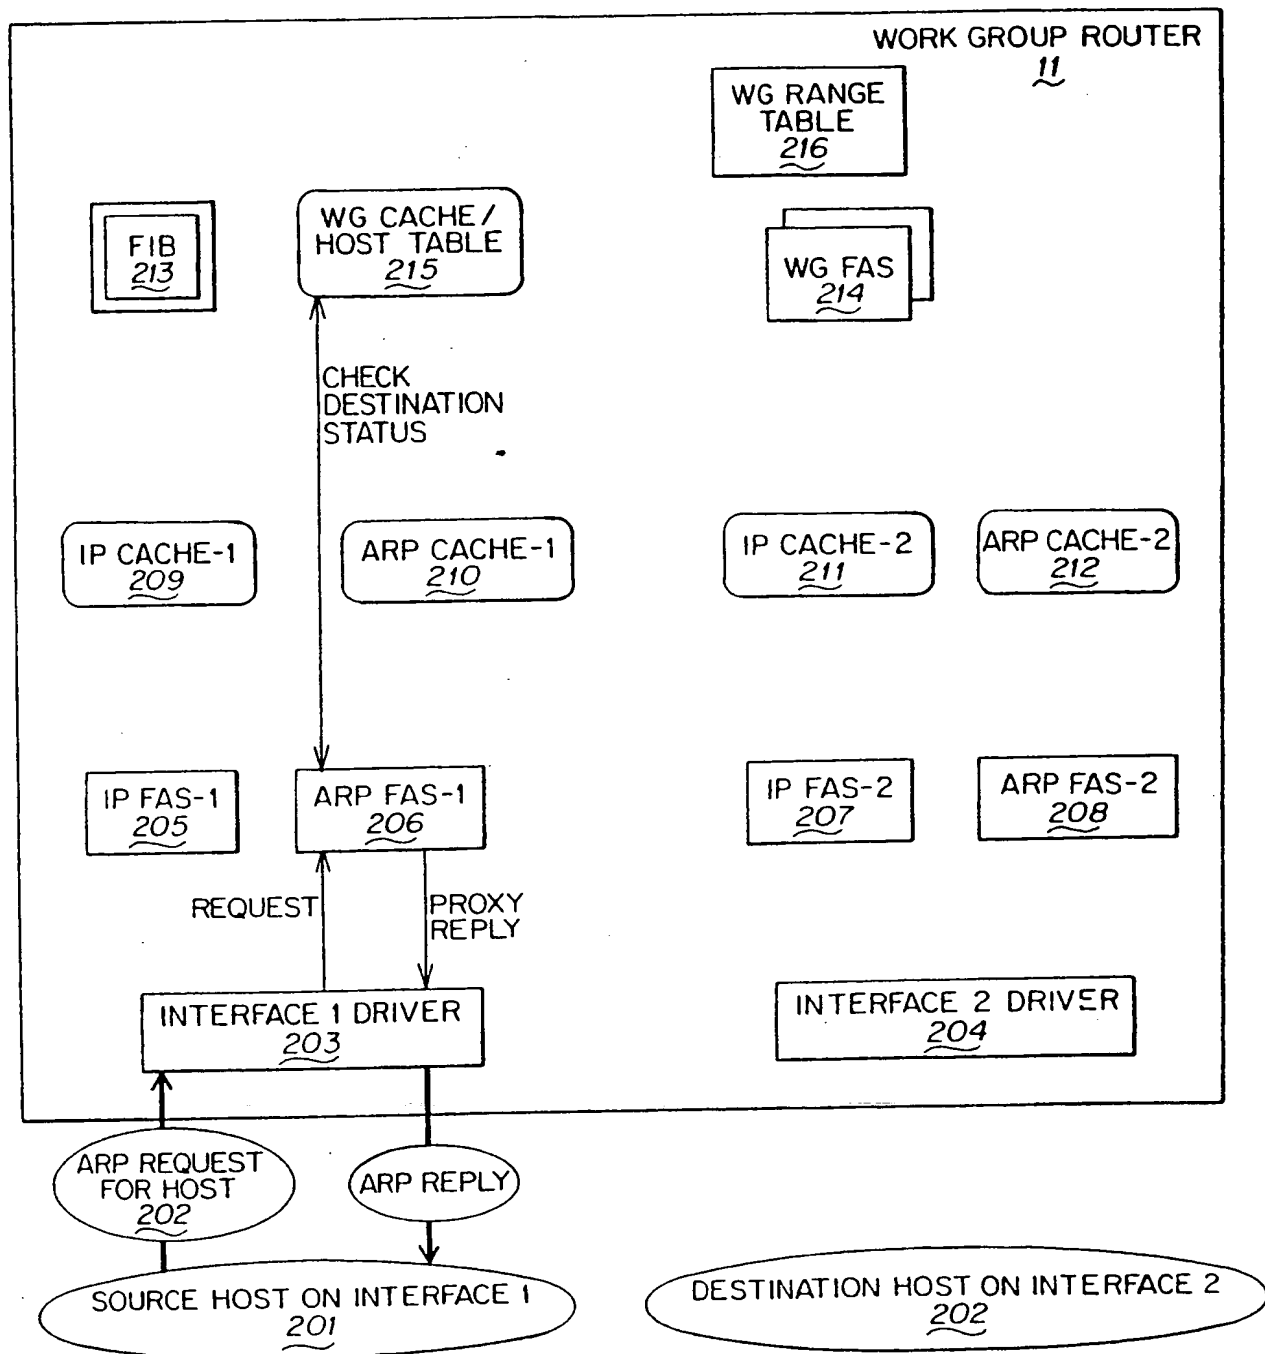 WORK GROUP ROUTER
11
WG RANGE
TABLE
216
FIB
213
WG CACHE/
HOST TABLE
215
WG FAS
214
CHECK
DESTINATION
STATUS
IP CACHE-1
209
ARP CACHE-1
210
IP CACHE-2
211
ARP CACHE-2
212
IP FAS-1
205
ARP FAS-1
206
IP FAS-2
207
ARP FAS-2
208
REQUEST
PROXY
REPLY
INTERFACE 1 DRIVER
203
INTERFACE 2 DRIVER
204
ARP REQUEST
FOR HOST
202
ARP REPLY
SOURCE HOST ON INTERFACE 1
201
DESTINATION HOST ON INTERFACE 2
202